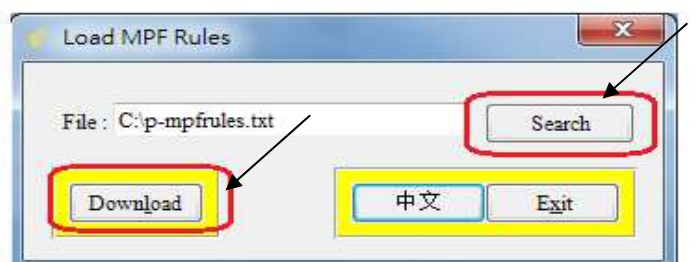 Load MPF Rules
File : C:\p-mpfrules.txt Search
Download 中文 Exit